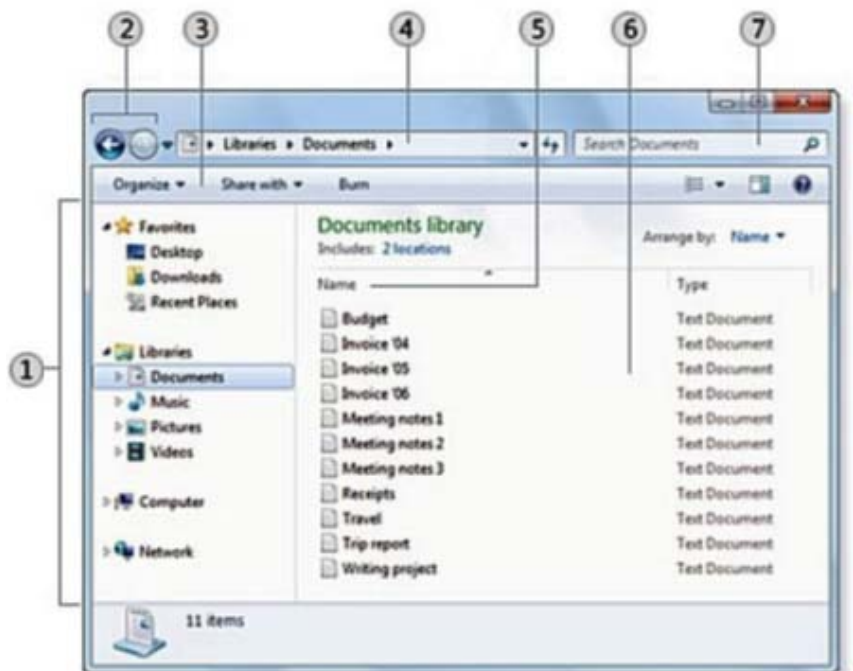 2 3 4 5 6 7
Libraries Documents
Search Documents
Organize Share with Burn
Favorites
Desktop
Downloads
Recent Places
1
Libraries
Documents
Music
Pictures
Videos
Computer
Network
Documents library
Includes: 2 locations
Arrange by: Name
Name Type
Budget Text Document
Invoice '04 Text Document
Invoice '05 Text Document
Invoice '06 Text Document
Meeting notes 1 Text Document
Meeting notes 2 Text Document
Meeting notes 3 Text Document
Receipts Text Document
Travel Text Document
Trip report Text Document
Writing project Text Document
11 items